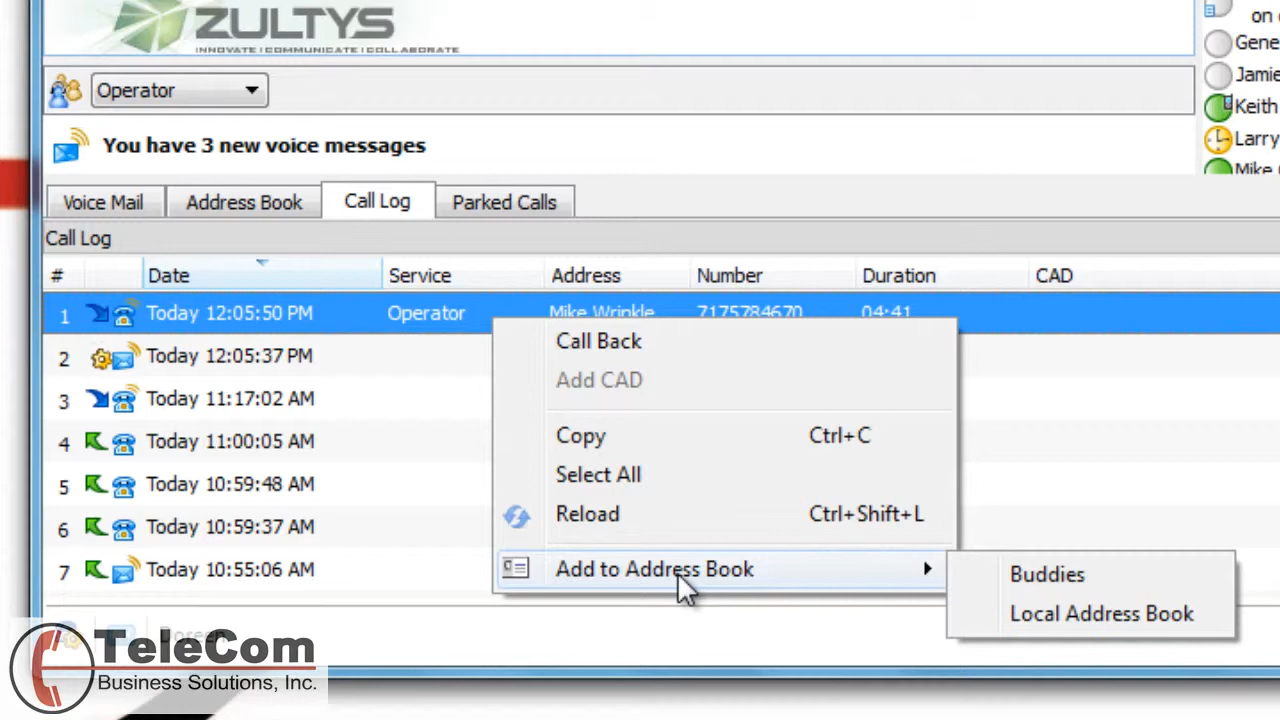 ZULTYS
INNOVATE | COMMUNICATE | COLLABORATE
on
Gene
Jamie
Keith
Larry
Mike
Operator
You have 3 new voice messages
Voice Mail Address Book Call Log Parked Calls
Call Log
# Date Service Address Number Duration CAD
1 Today 12:05:50 PM Operator Mike Wrinkle 7175784670 04:41
2 Today 12:05:37 PM
3 Today 11:17:02 AM
4 Today 11:00:05 AM
5 Today 10:59:48 AM
6 Today 10:59:37 AM
7 Today 10:55:06 AM
Call Back
Add CAD
Copy Ctrl+C
Select All
Reload Ctrl+Shift+L
Add to Address Book
Buddies
Local Address Book
Doreen
TeleCom
Business Solutions, Inc.